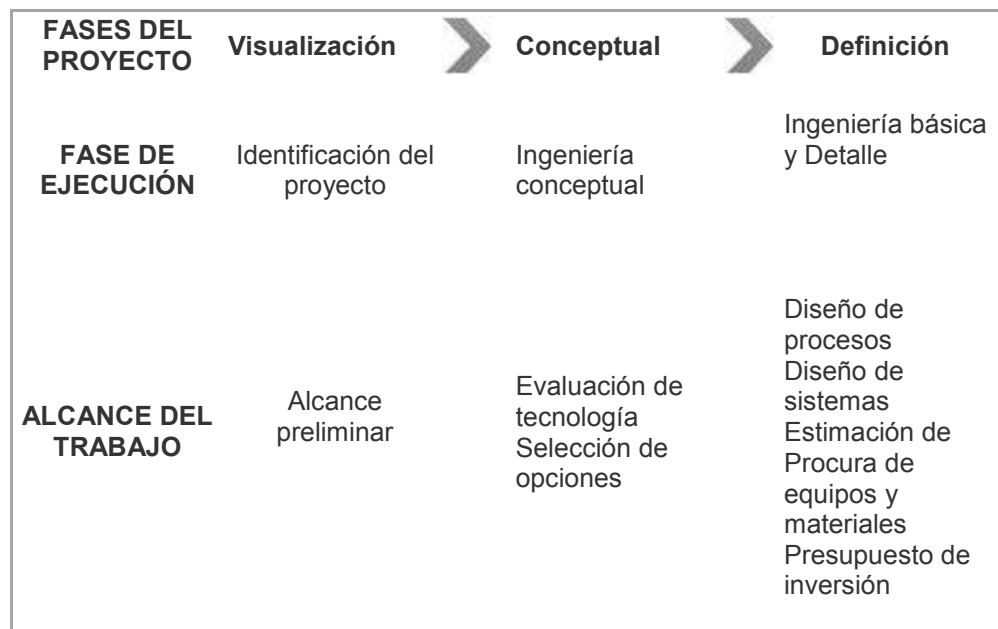 FASES DEL
PROYECTO
Visualización
Conceptual
Definición
FASE DE
EJECUCIÓN
Identificación del
proyecto
Ingeniería
conceptual
Ingeniería básica
y Detalle
ALCANCE DEL
TRABAJO
Alcance
preliminar
Evaluación de
tecnología
Selección de
opciones
Diseño de
procesos
Diseño de
sistemas
Estimación de
Procura de
equipos y
materiales
Presupuesto de
inversión